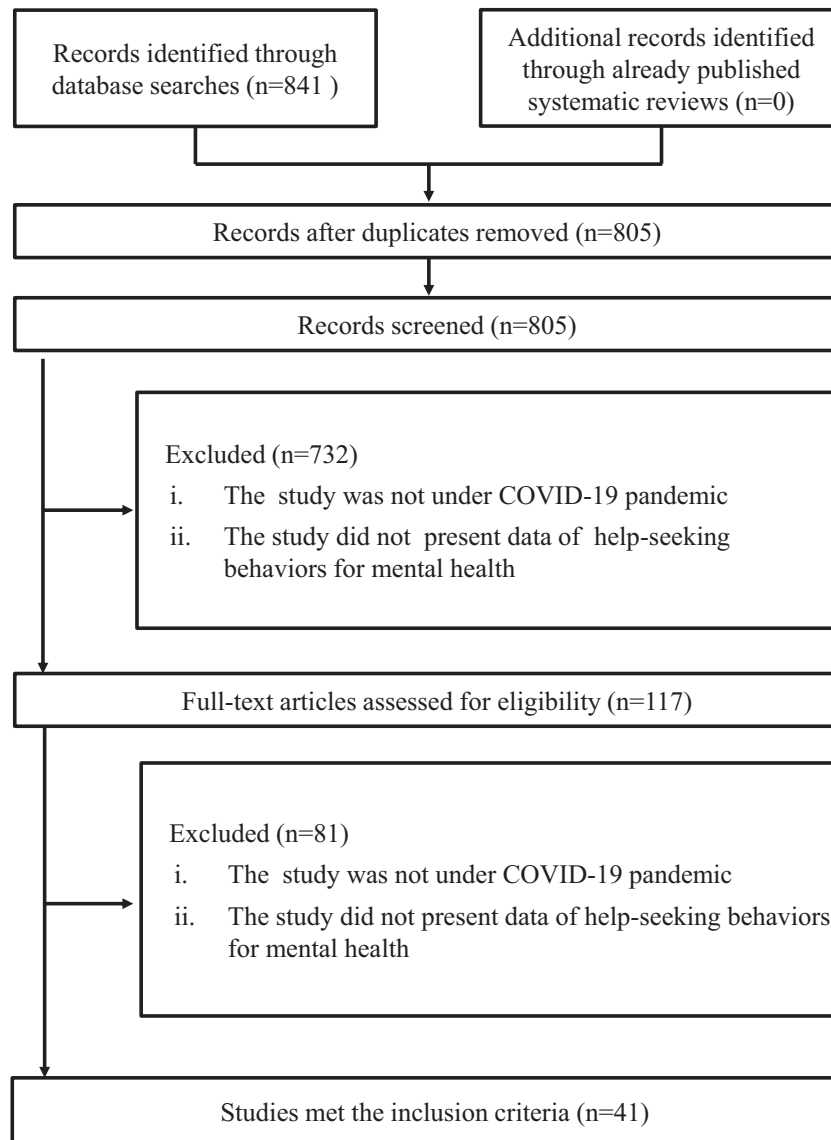 Records identified through
database searches (n=841 )
Additional records identified
through already published
systematic reviews (n=0)
Records after duplicates removed (n=805)
Records screened (n=805)
Excluded (n=732)
i. The study was not under COVID-19 pandemic
ii. The study did not present data of help-seeking
behaviors for mental health
Full-text articles assessed for eligibility (n=117)
Excluded (n=81)
i. The study was not under COVID-19 pandemic
ii. The study did not present data of help-seeking behaviors
for mental health
Studies met the inclusion criteria (n=41)